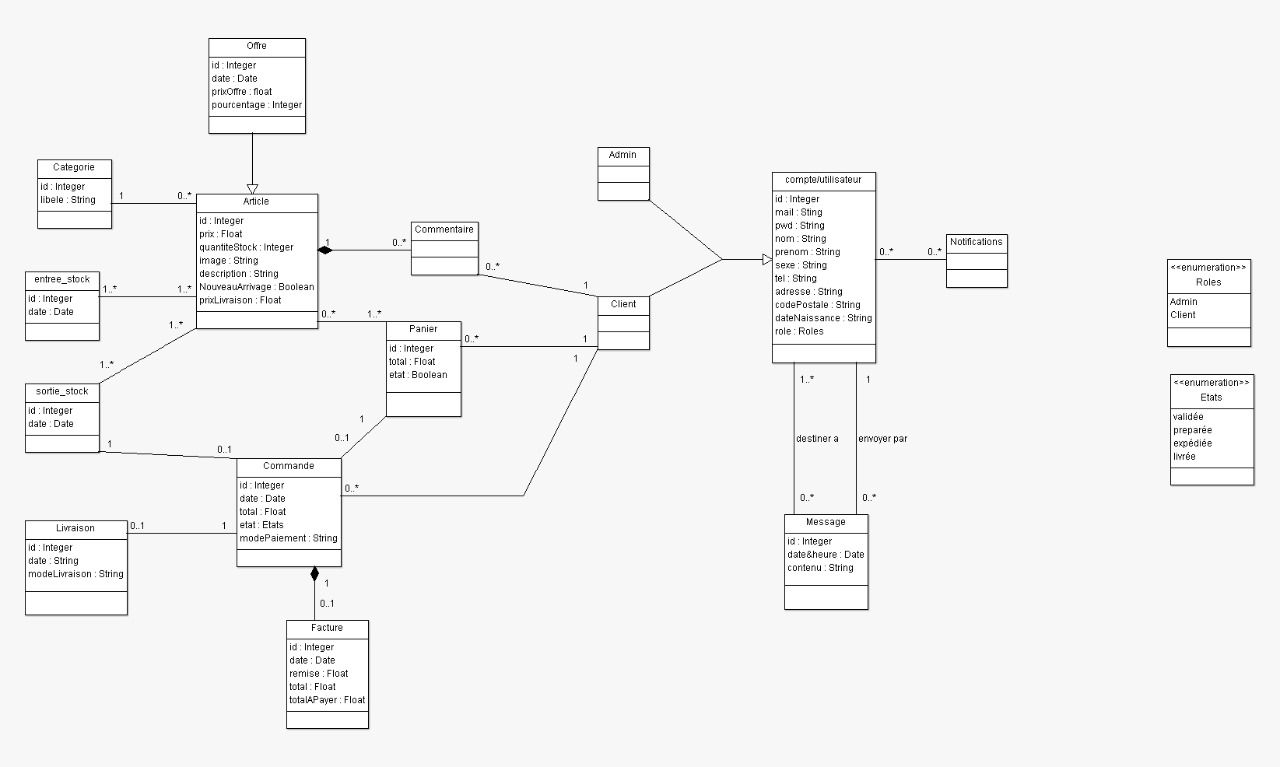 Offre
id : Integer
date : Date
prixOffre : float
pourcentage : Integer
Categorie
id : Integer
libele : String
1
0..*
Article
id : Integer
prix : Float
quantiteStock : Integer
image : String
description : String
NouveauArrivage : Boolean
prixLivraison : Float
1
0..*
Commentaire
0..*
1
Admin
Client
compte/utilisateur
id : Integer
mail : Sting
pwd : String
nom : String
prenom : String
sexe : String
tel : String
adresse : String
codePostale : String
dateNaissance : String
role : Roles
0..*
0..*
Notifications
<<enumeration>>
Roles
Admin
Client
entree_stock
id : Integer
date : Date
1..*
1..*
1..*
1..*
0..*
1..*
Panier
id : Integer
total : Float
etat : Boolean
0..*
1
1
sortie_stock
id : Integer
date : Date
1
0..1
1
0..1
Commande
id : Integer
date : Date
total : Float
etat : Etats
modePaiement : String
0..*
1..*
1
destiner a
envoyer par
0..*
0..*
<<enumeration>>
Etats
validée
preparée
expédiée
livrée
Livraison
id : Integer
date : String
modeLivraison : String
0..1
1
Message
id : Integer
date&heure : Date
contenu : String
1
0..1
Facture
id : Integer
date : Date
remise : Float
total : Float
totalAPayer : Float